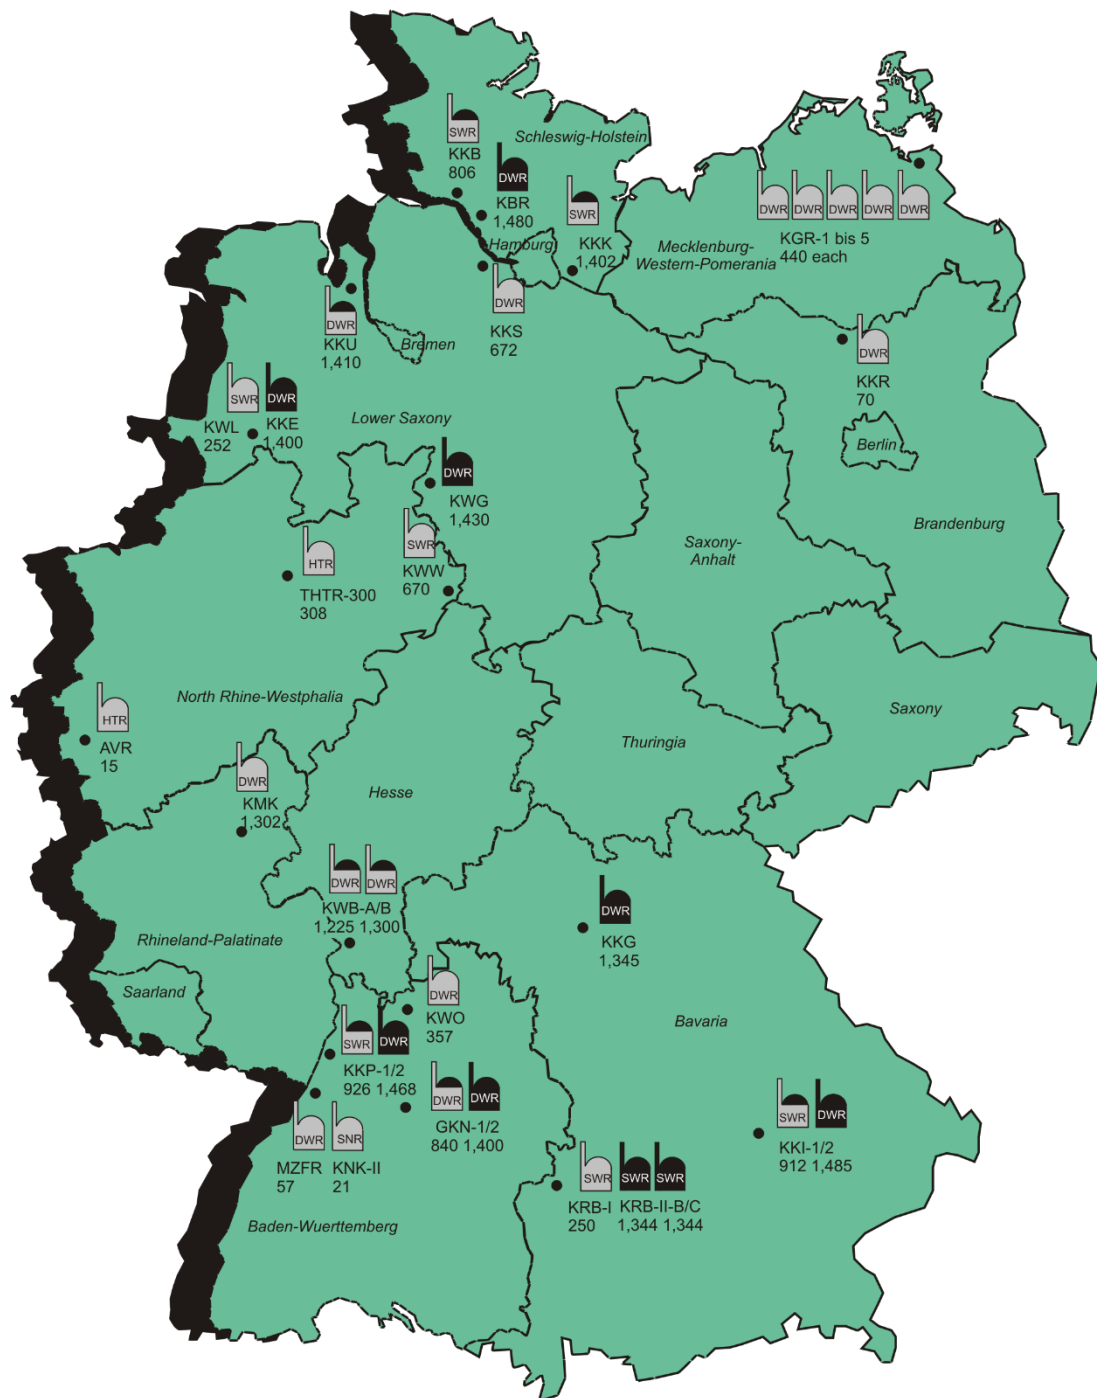 SWR
KKB
806
Schleswig-Holstein
DWR
KBR
1,480
SWR
KKK
1,402
Hamburg
DWR
DWR
DWR
DWR
DWR
KGR-1 bis 5
440 each
Mecklenburg-
Western-Pomerania
DWR
KKU
1,410
Bremen
DWR
KKS
672
DWR
KKR
70
Berlin
SWR
DWR
KWL
252
KKE
1,400
Lower Saxony
DWR
KWG
1,430
SWR
KWW
670
HTR
THTR-300
308
Saxony-
Anhalt
Brandenburg
North Rhine-Westphalia
HTR
AVR
15
Saxony
Thuringia
DWR
KMK
1,302
Hesse
DWR
DWR
KWB-A/B
1,225 1,300
DWR
KKG
1,345
Rhineland-Palatinate
Saarland
DWR
KWO
357
Bavaria
SWR
DWR
KKP-1/2
926 1,468
DWR
DWR
GKN-1/2
840 1,400
DWR
SNR
MZFR
57
KNK-II
21
SWR
DWR
KKI-1/2
912 1,485
SWR
SWR
SWR
KRB-I
250
KRB-II-B/C
1,344 1,344
Baden-Wuerttemberg